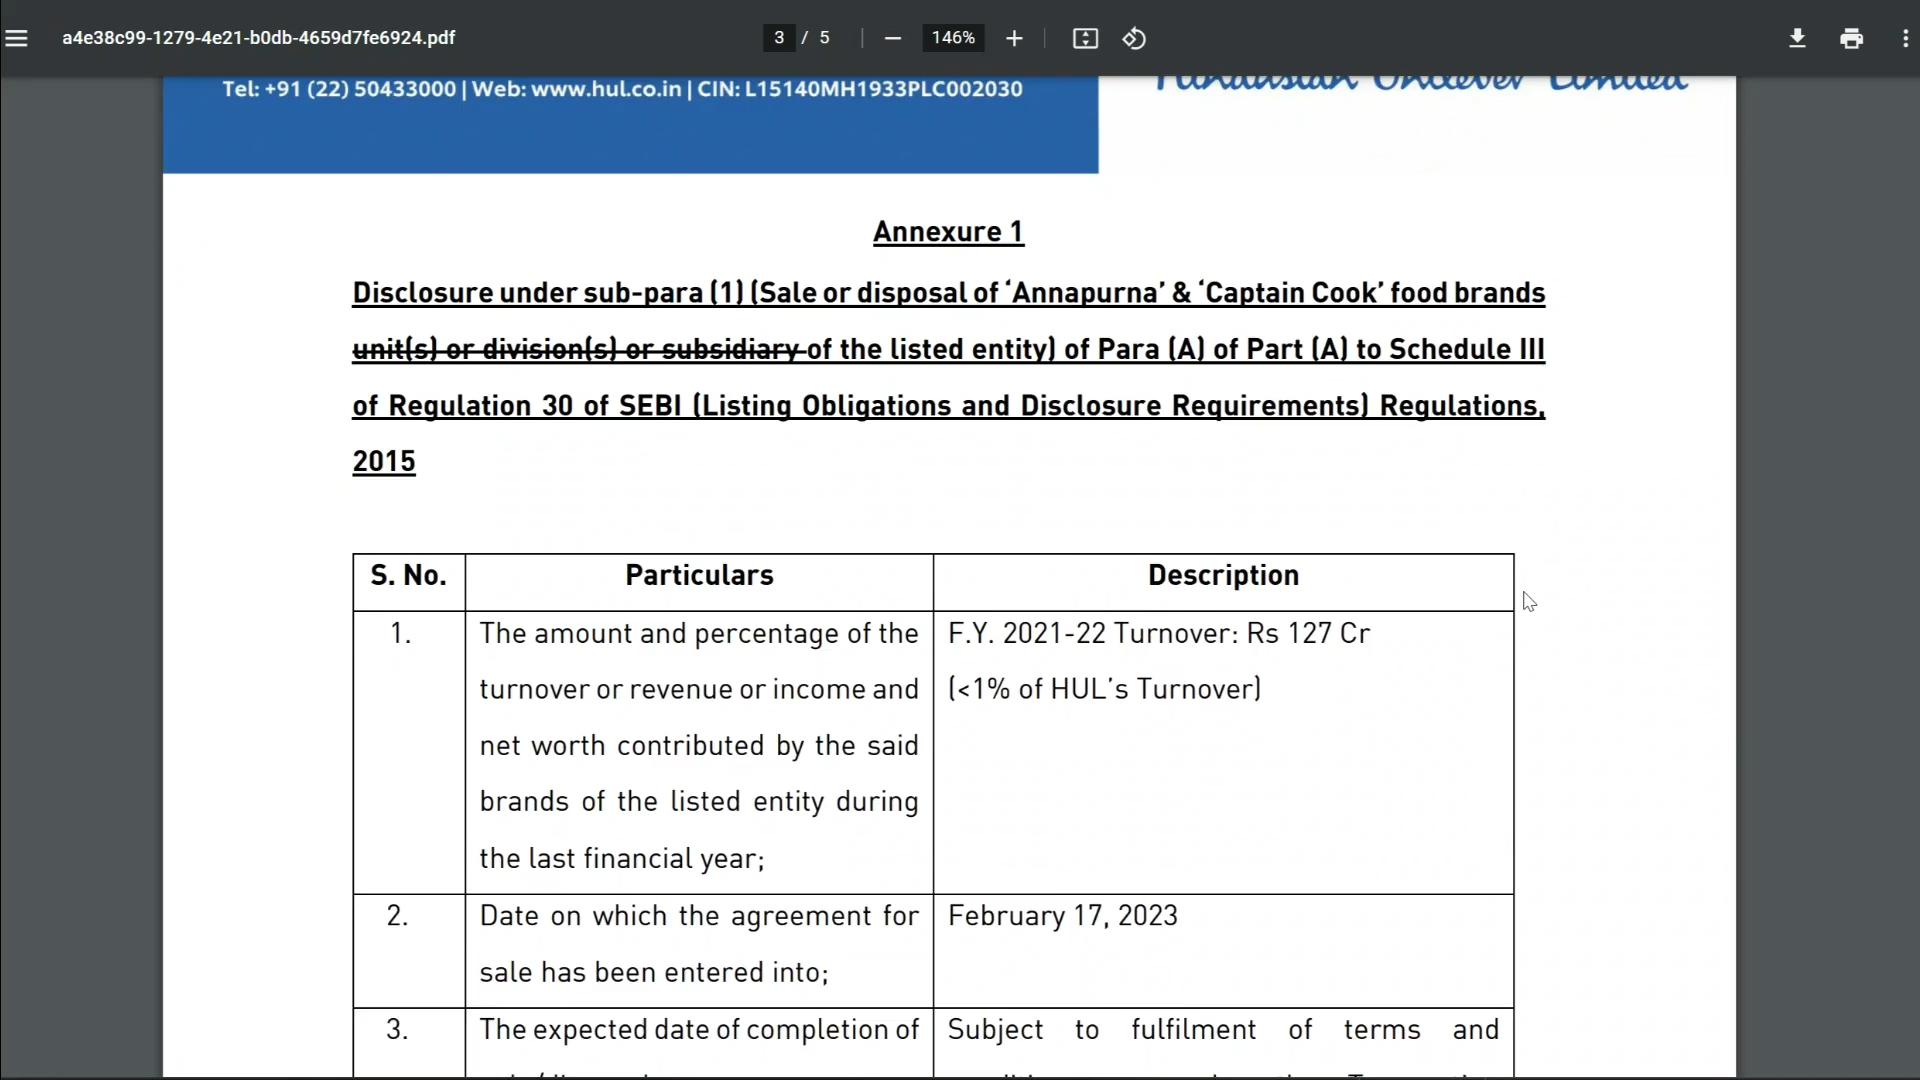 a4e38c99-1279-4e21-b0db-4659d7fe6924.pdf
3 / 5
146%
Tel: +91 (22) 50433000 | Web: www.hul.co.in | CIN: L15140MH1933PLC002030
Hindustan Unilever Limited
Annexure 1
Disclosure under sub-para (1) (Sale or disposal of ‘Annapurna’ & ‘Captain Cook’ food brands
unit(s) or division(s) or subsidiary of the listed entity) of Para (A) of Part (A) to Schedule III
of Regulation 30 of SEBI (Listing Obligations and Disclosure Requirements) Regulations,
2015
S. No.
Particulars
Description
1.
The amount and percentage of the
turnover or revenue or income and
net worth contributed by the said
brands of the listed entity during
the last financial year;
F.Y. 2021-22 Turnover: Rs 127 Cr
(<1% of HUL’s Turnover)
2.
Date on which the agreement for
sale has been entered into;
February 17, 2023
3.
The expected date of completion of
Subject to fulfilment of terms and